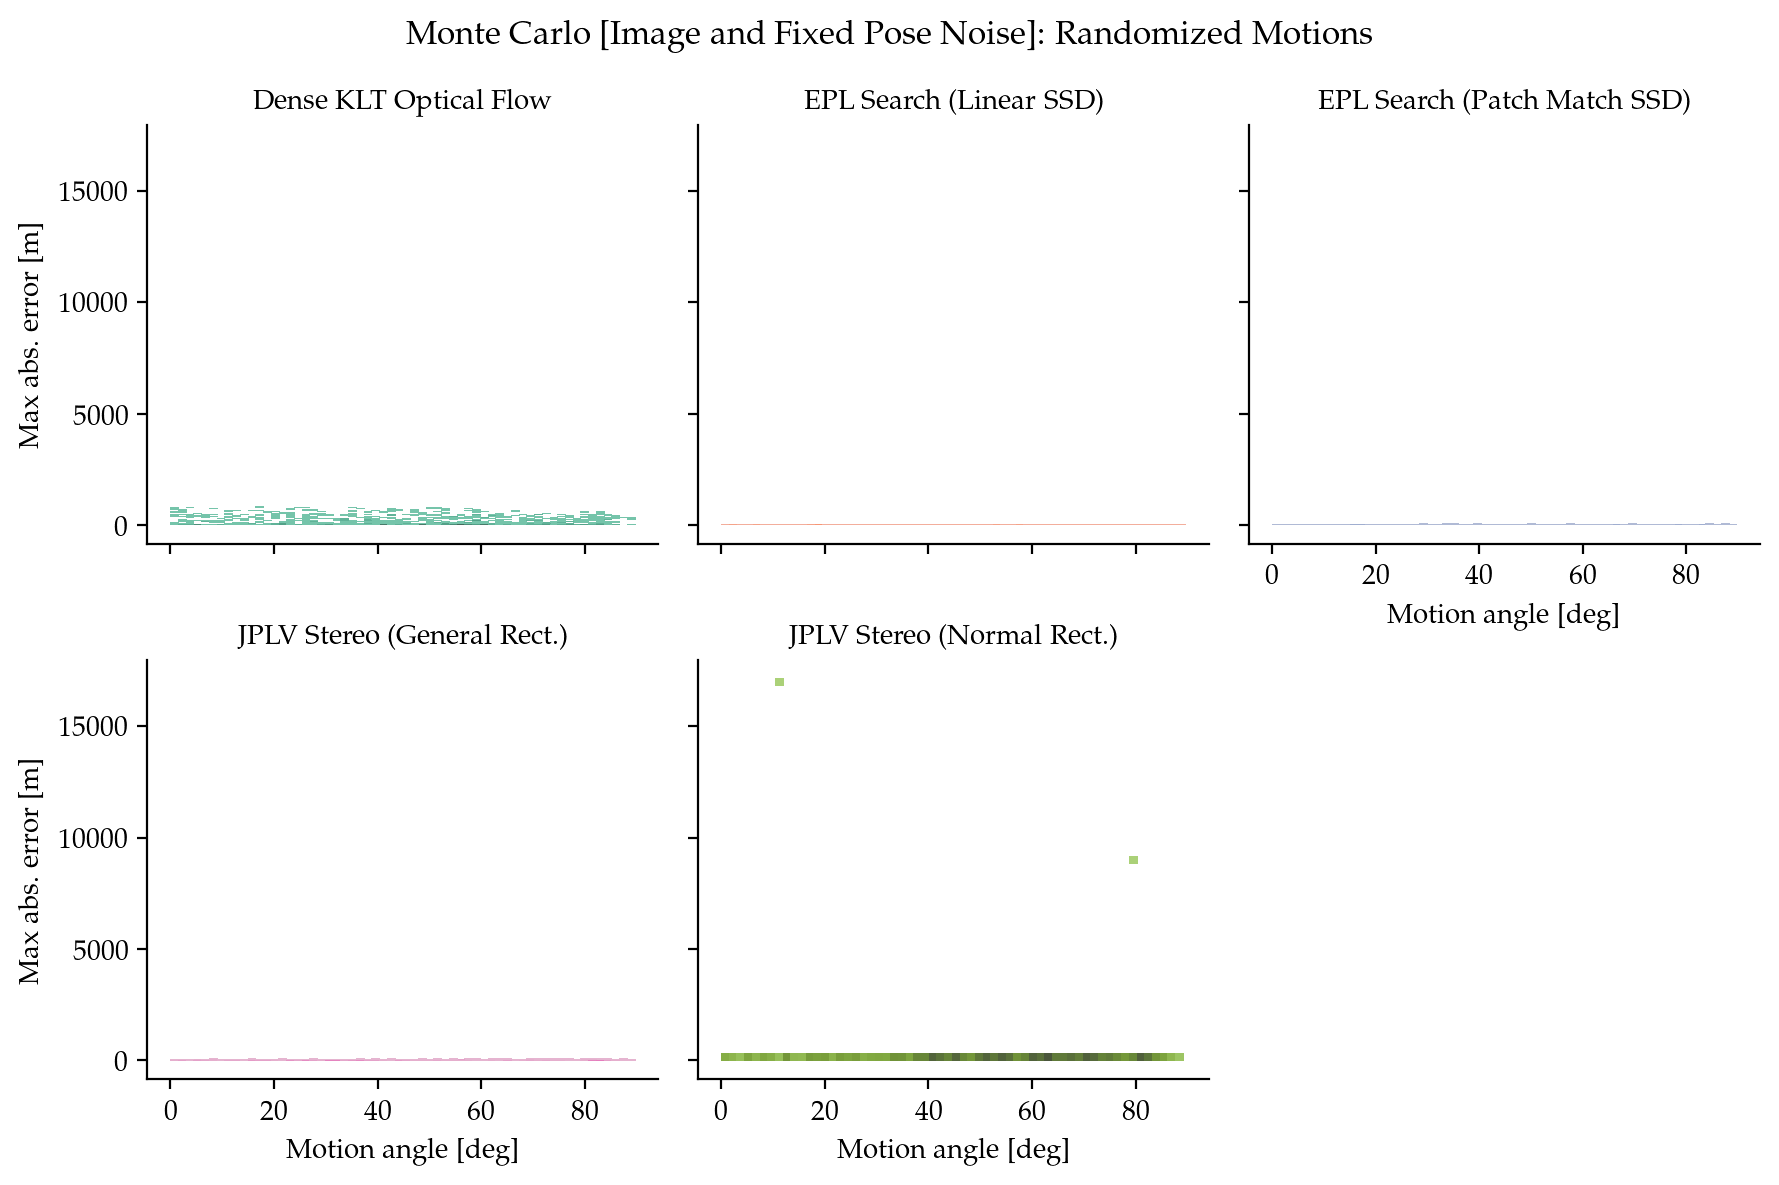 Monte Carlo [Image and Fixed Pose Noise]: Randomized Motions
Dense KLT Optical Flow
EPL Search (Linear SSD)
EPL Search (Patch Match SSD)
Max abs. error [m]
15000
10000
5000
0
0 20 40 60 80
Motion angle [deg]
JPLV Stereo (General Rect.)
JPLV Stereo (Normal Rect.)
Max abs. error [m]
15000
10000
5000
0
0 20 40 60 80
Motion angle [deg]
0 20 40 60 80
Motion angle [deg]